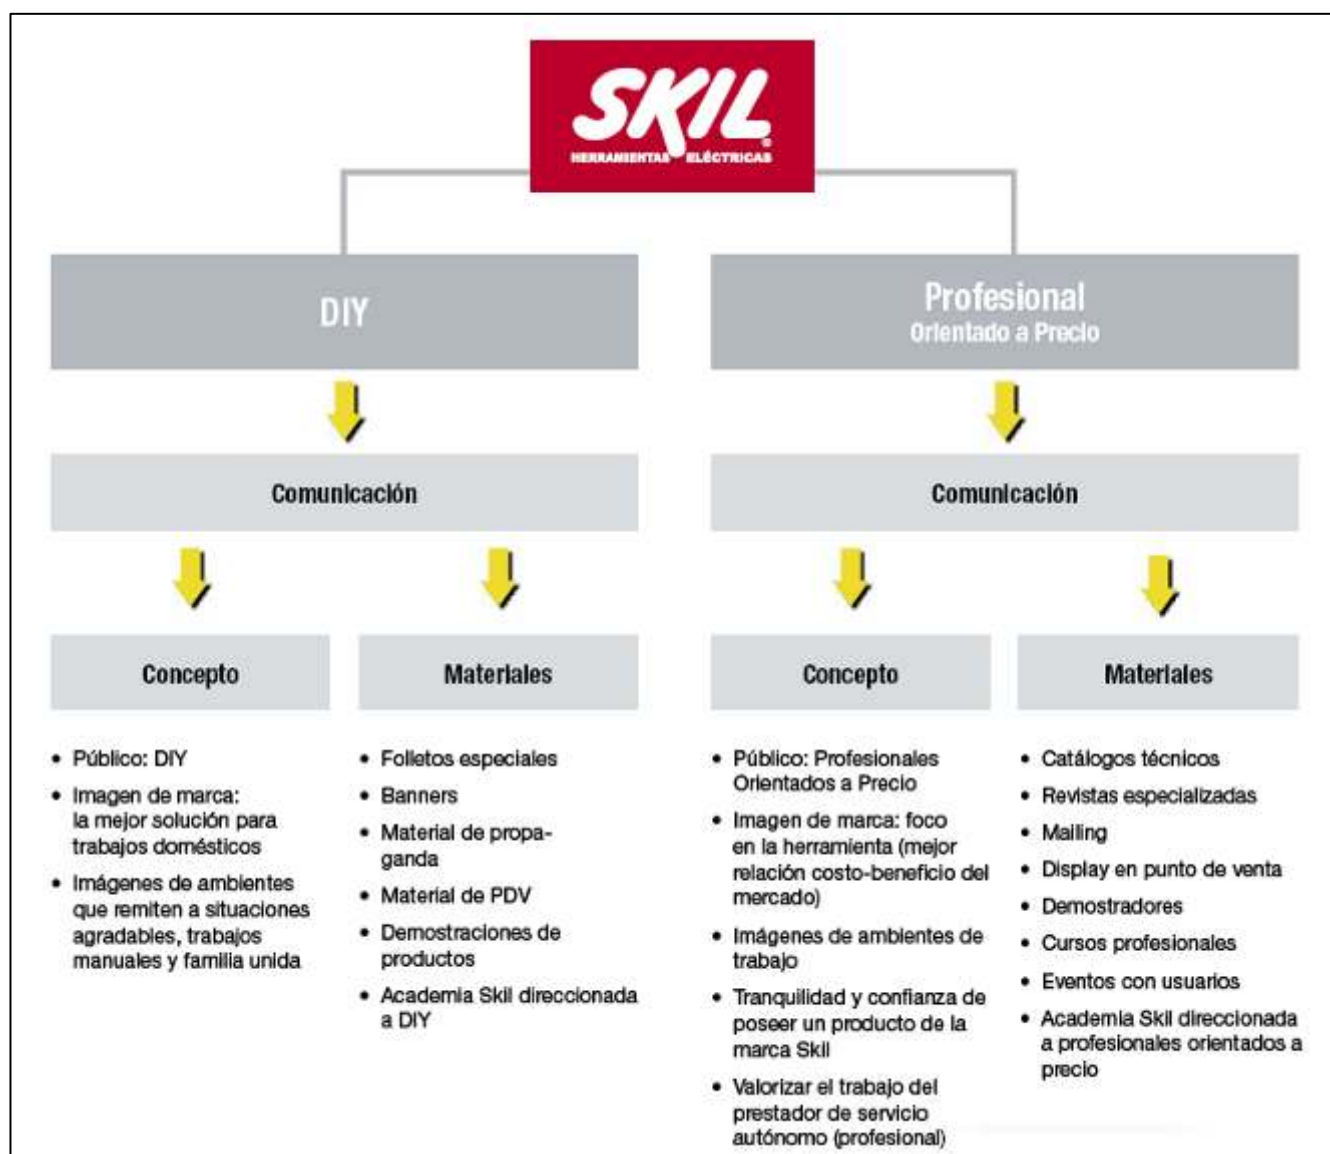 SKIL®
HERRAMIENTAS ELÉCTRICAS
DIY
Comunicación
Concepto
• Público: DIY
• Imagen de marca:
la mejor solución para
trabajos domésticos
• Imágenes de ambientes
que remiten a situaciones
agradables, trabajos
manuales y familia unida
Materiales
• Folletos especiales
• Banners
• Material de propa-
ganda
• Material de PDV
• Demostraciones de
productos
• Academia Skil direccionada
a DIY
Profesional
Orientado a Precio
Comunicación
Concepto
• Público: Profesionales
Orientados a Precio
• Imagen de marca: foco
en la herramienta (mejor
relación costo-beneficio del
mercado)
• Imágenes de ambientes de
trabajo
• Tranquilidad y confianza de
poseer un producto de la
marca Skil
• Valorizar el trabajo del
prestador de servicio
autónomo (profesional)
Materiales
• Catálogos técnicos
• Revistas especializadas
• Mailing
• Display en punto de venta
• Demostradores
• Cursos profesionales
• Eventos con usuarios
• Academia Skil direccionada
a profesionales orientados a
precio